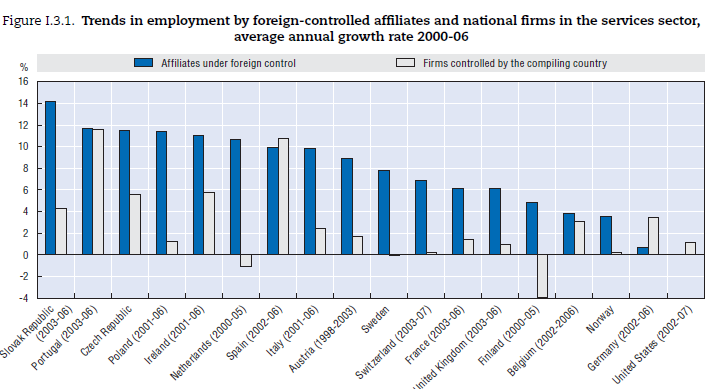 Figure I.3.1. Trends in employment by foreign-controlled affiliates and national firms in the services sector,
average annual growth rate 2000-06
Affiliates under foreign control
Firms controlled by the compiling country
%
16
14
12
10
8
6
4
2
0
-2
-4
Slovak Republic
(2003-06)
Portugal (2003-06)
Czech Republic
Poland (2001-06)
Ireland (2001-06)
Netherlands (2000-05)
Spain (2002-06)
Italy (2001-06)
Austria (1998-2003)
Sweden
Switzerland (2003-07)
France (2003-06)
United Kingdom (2003-06)
Finland (2000-05)
Belgium (2002-2006)
Norway
Germany (2002-06)
United States (2002-07)